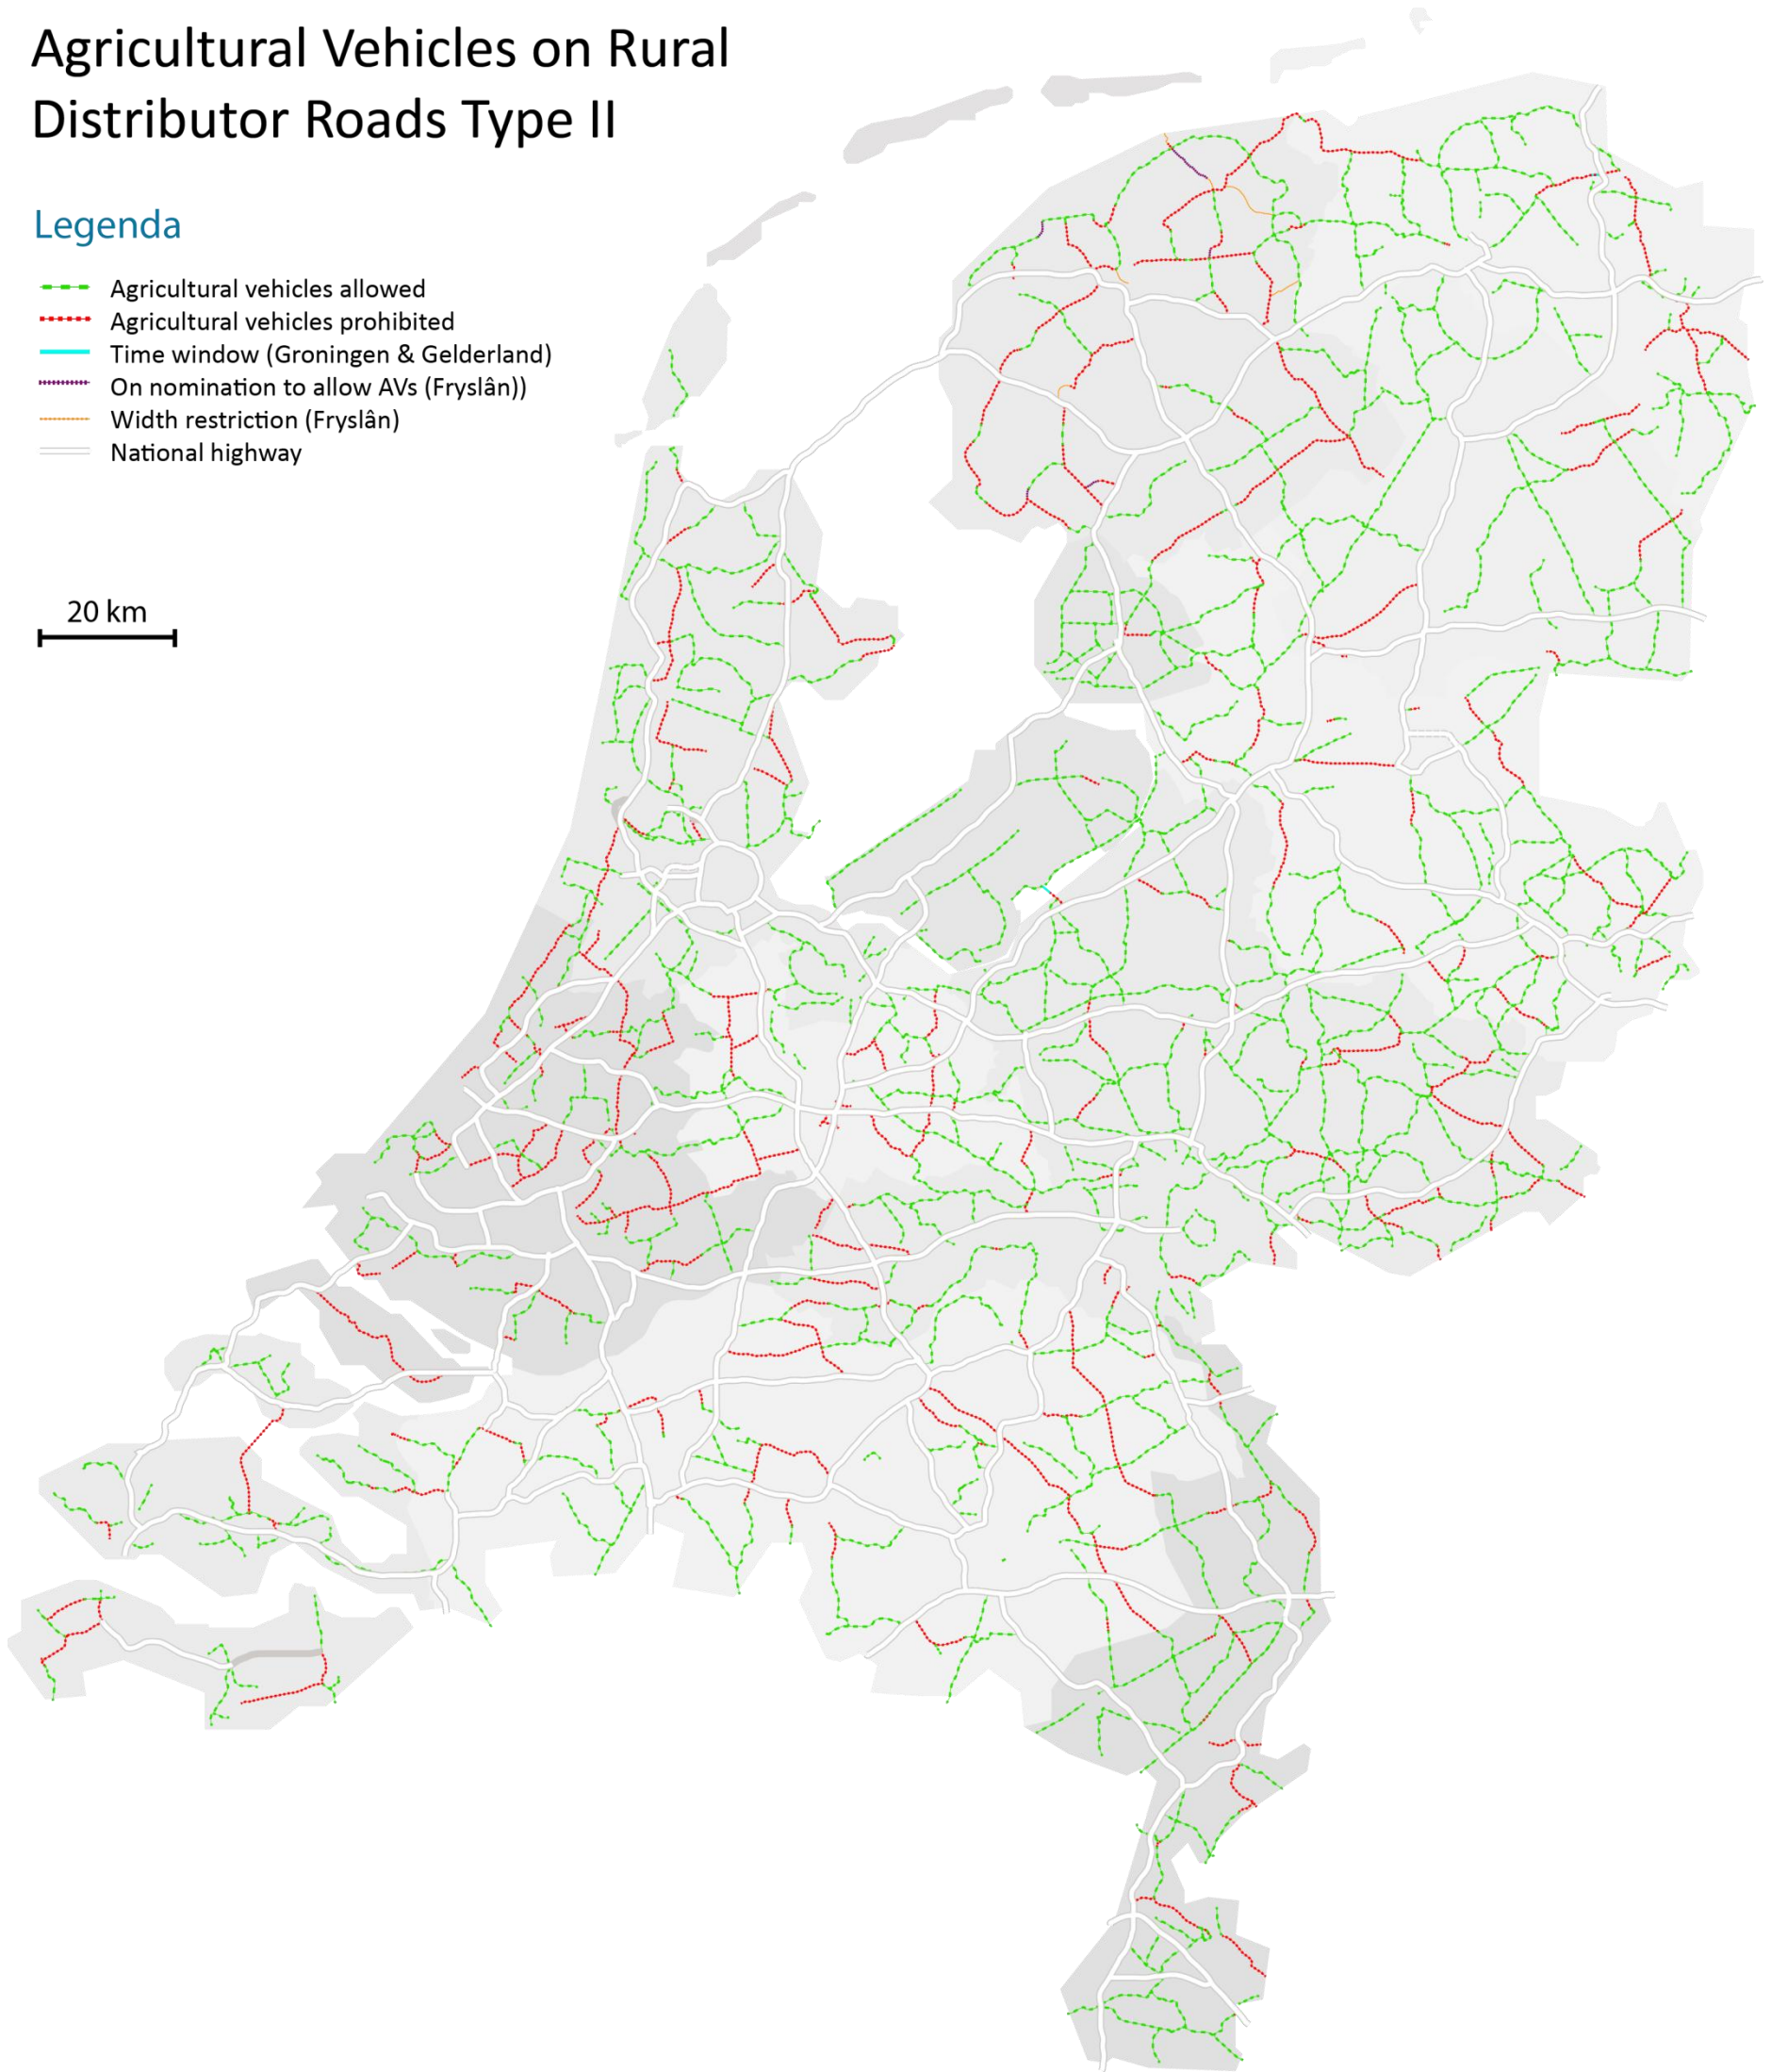 Agricultural Vehicles on Rural
Distributor Roads Type II
Legenda
Agricultural vehicles allowed
Agricultural vehicles prohibited
Time window (Groningen & Gelderland)
On nomination to allow AVs (Fryslân))
Width restriction (Fryslân)
National highway
20 km